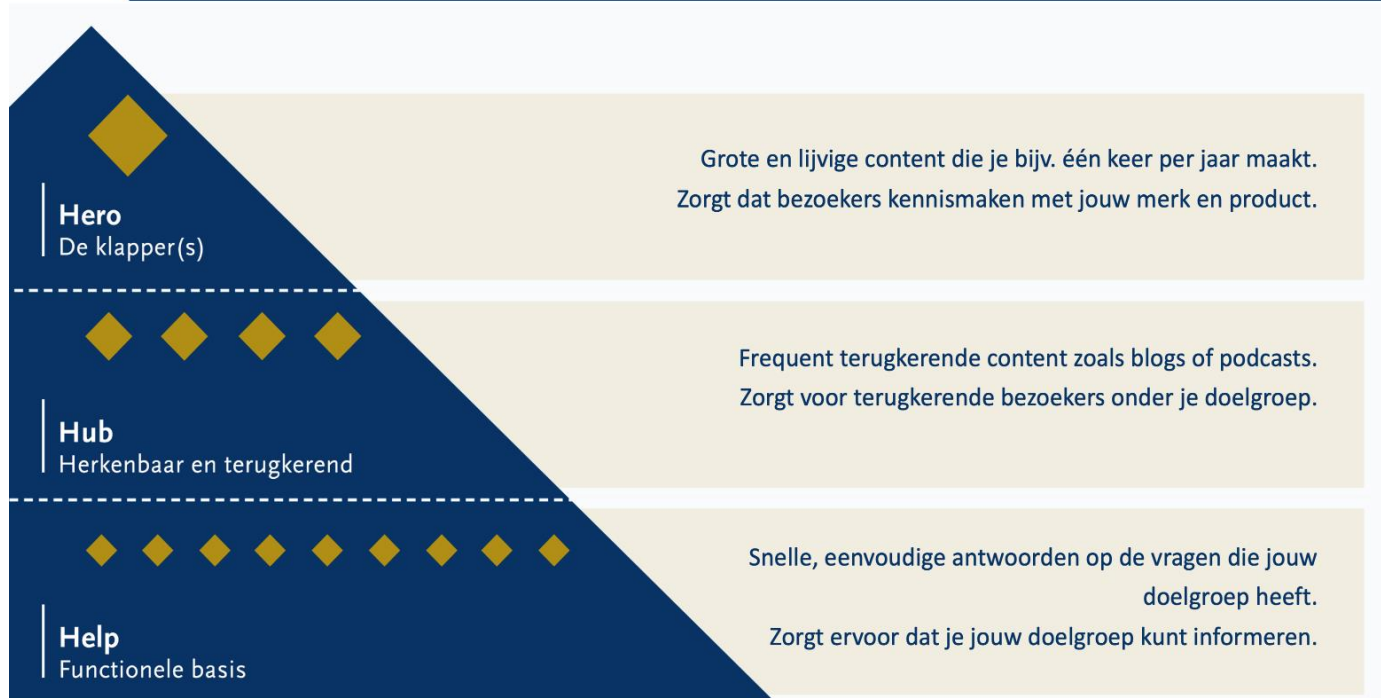 Grote en lijvige content die je bijv. één keer per jaar maakt.
Zorgt dat bezoekers kennismaken met jouw merk en product.
Hero
De klapper(s)
Frequent terugkerende content zoals blogs of podcasts.
Zorgt voor terugkerende bezoekers onder je doelgroep.
Hub
Herkenbaar en terugkerend
Snelle, eenvoudige antwoorden op de vragen die jouw
doelgroep heeft.
Zorgt ervoor dat je jouw doelgroep kunt informeren.
Help
Functionele basis